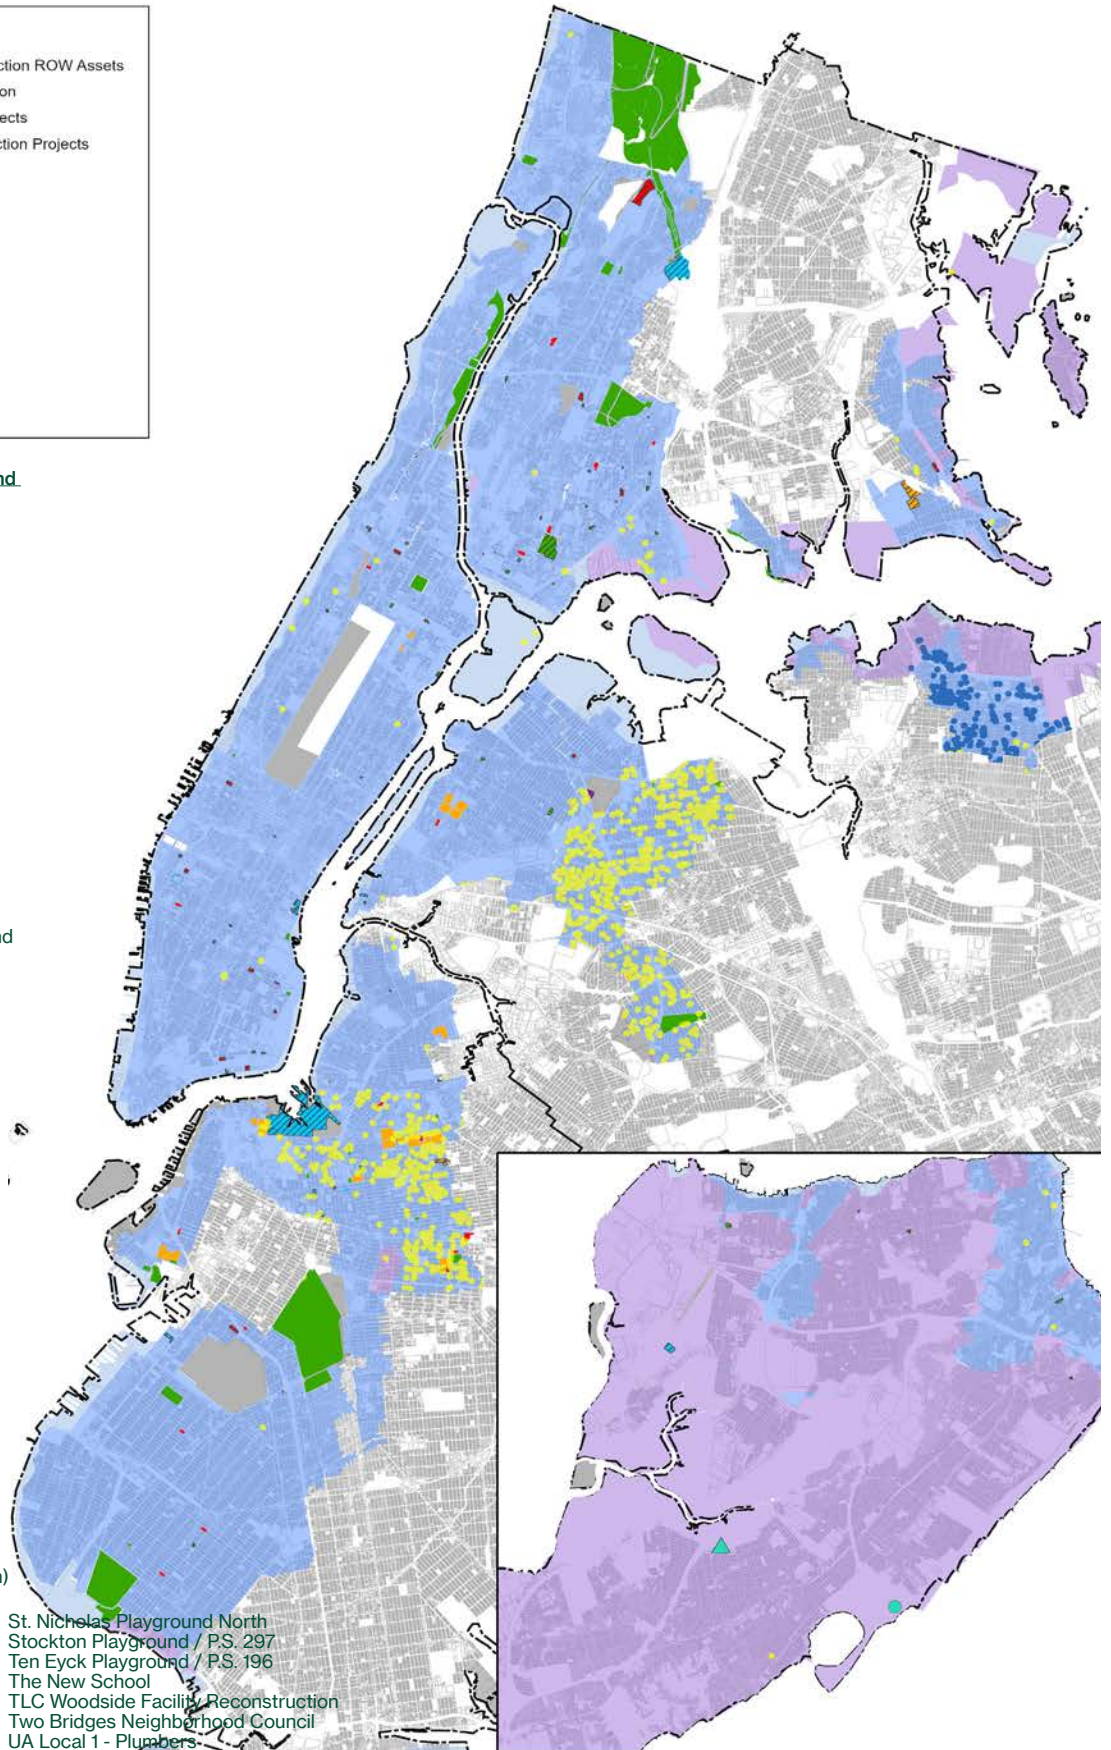 ction ROW Assets
on
ects
ction Projects
nd
nd
)
St. Nicholas Playground North
Stockton Playground / P.S. 297
Ten Eyck Playground / P.S. 196
The New School
TLC Woodside Facility Reconstruction
Two Bridges Neighborhood Council
UA Local 1 - Plumbers